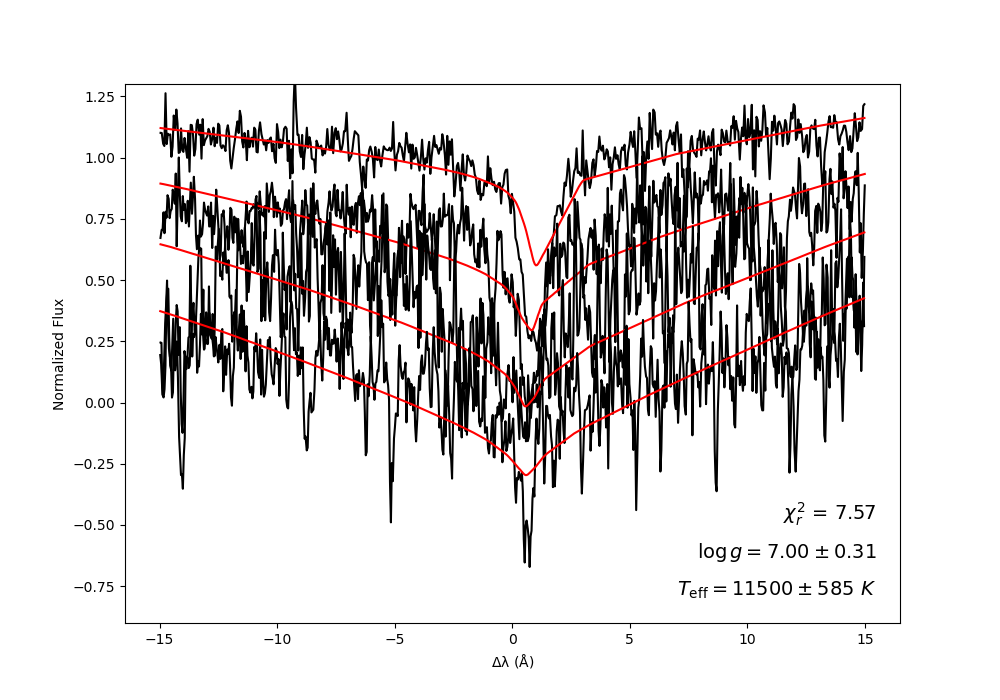 1.25
1.00
0.75
0.50
0.25
0.00
−0.25
−0.50
−0.75
Normalized Flux
χ_r^2 = 7.57
log g = 7.00 ± 0.31
T_eff = 11500 ± 585 K
−15 −10 −5 0 5 10 15
Δλ (Å)